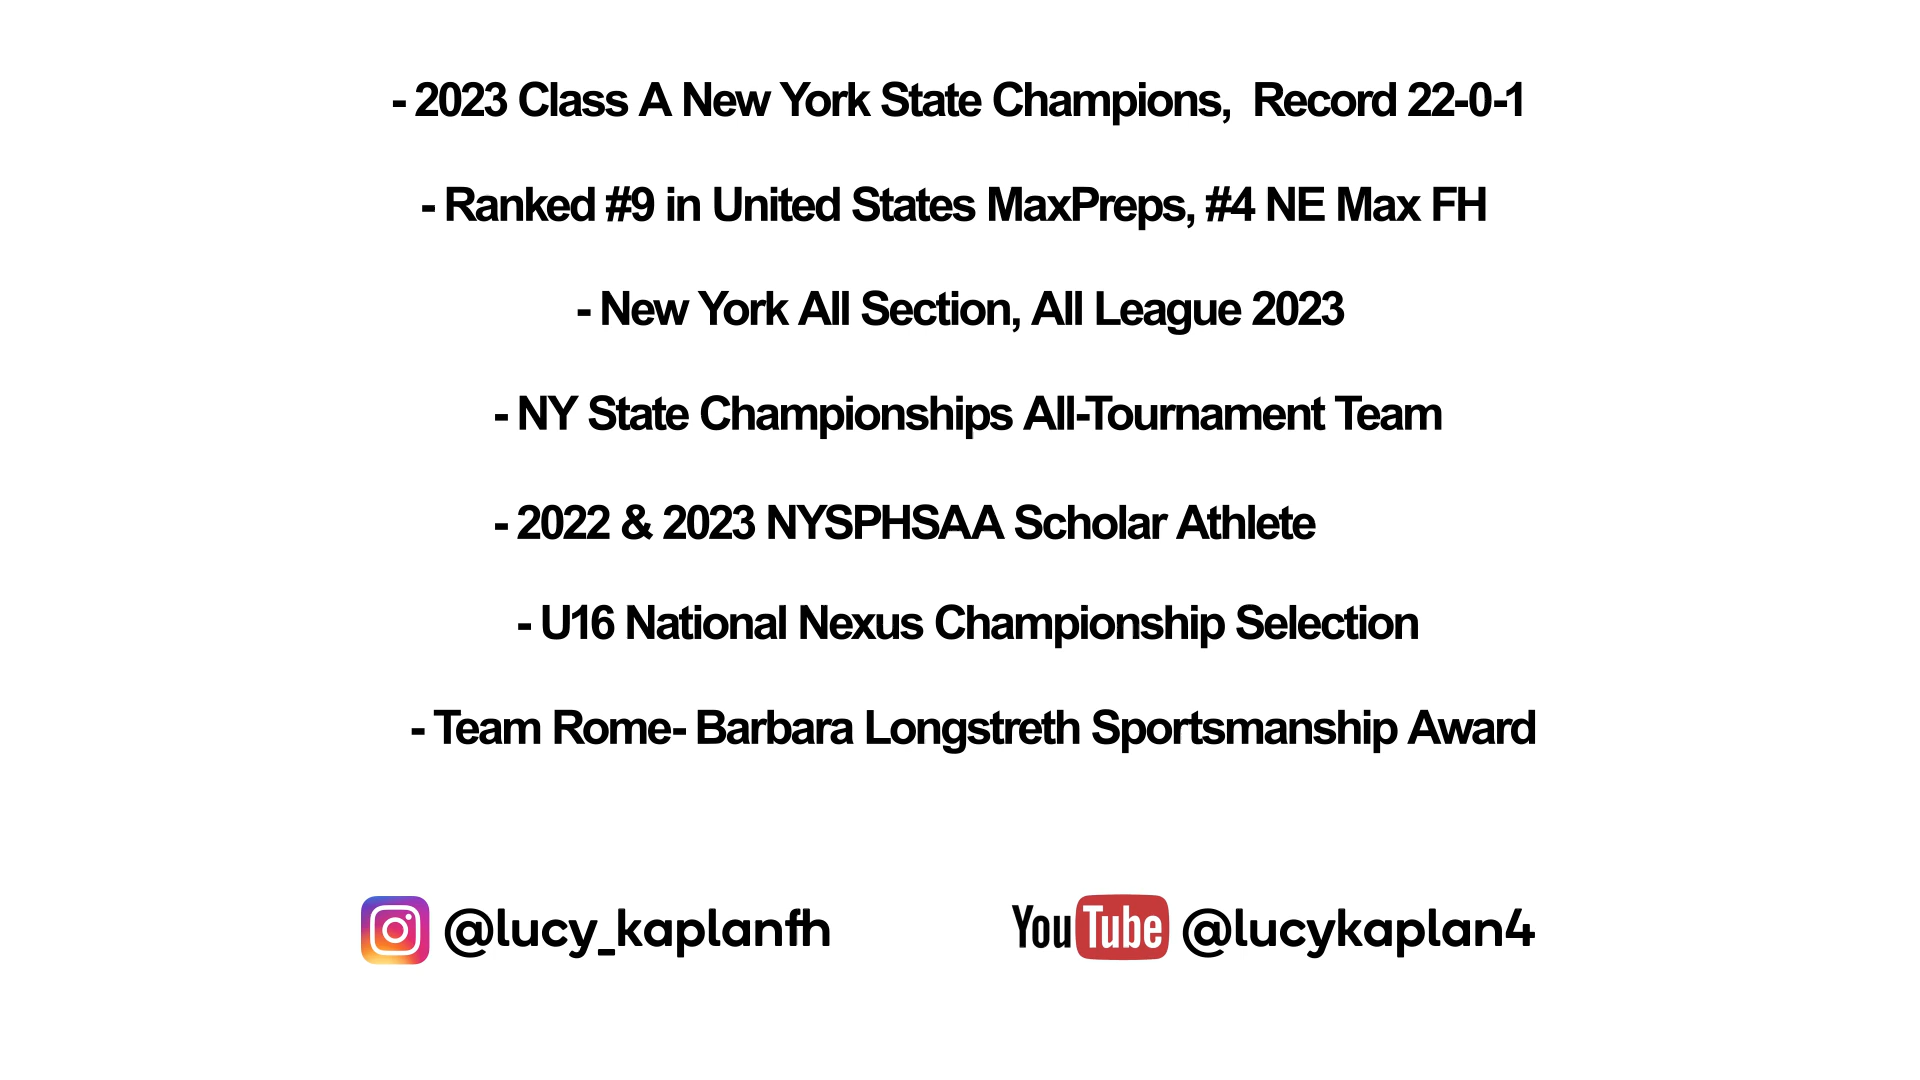 - 2023 Class A New York State Champions,  Record 22-0-1
- Ranked #9 in United States MaxPreps, #4 NE Max FH
- New York All Section, All League 2023
- NY State Championships All-Tournament Team
- 2022 & 2023 NYSPHSAA Scholar Athlete
- U16 National Nexus Championship Selection
- Team Rome- Barbara Longstreth Sportsmanship Award
@lucy_kaplanfh
YouTube @lucykaplan4